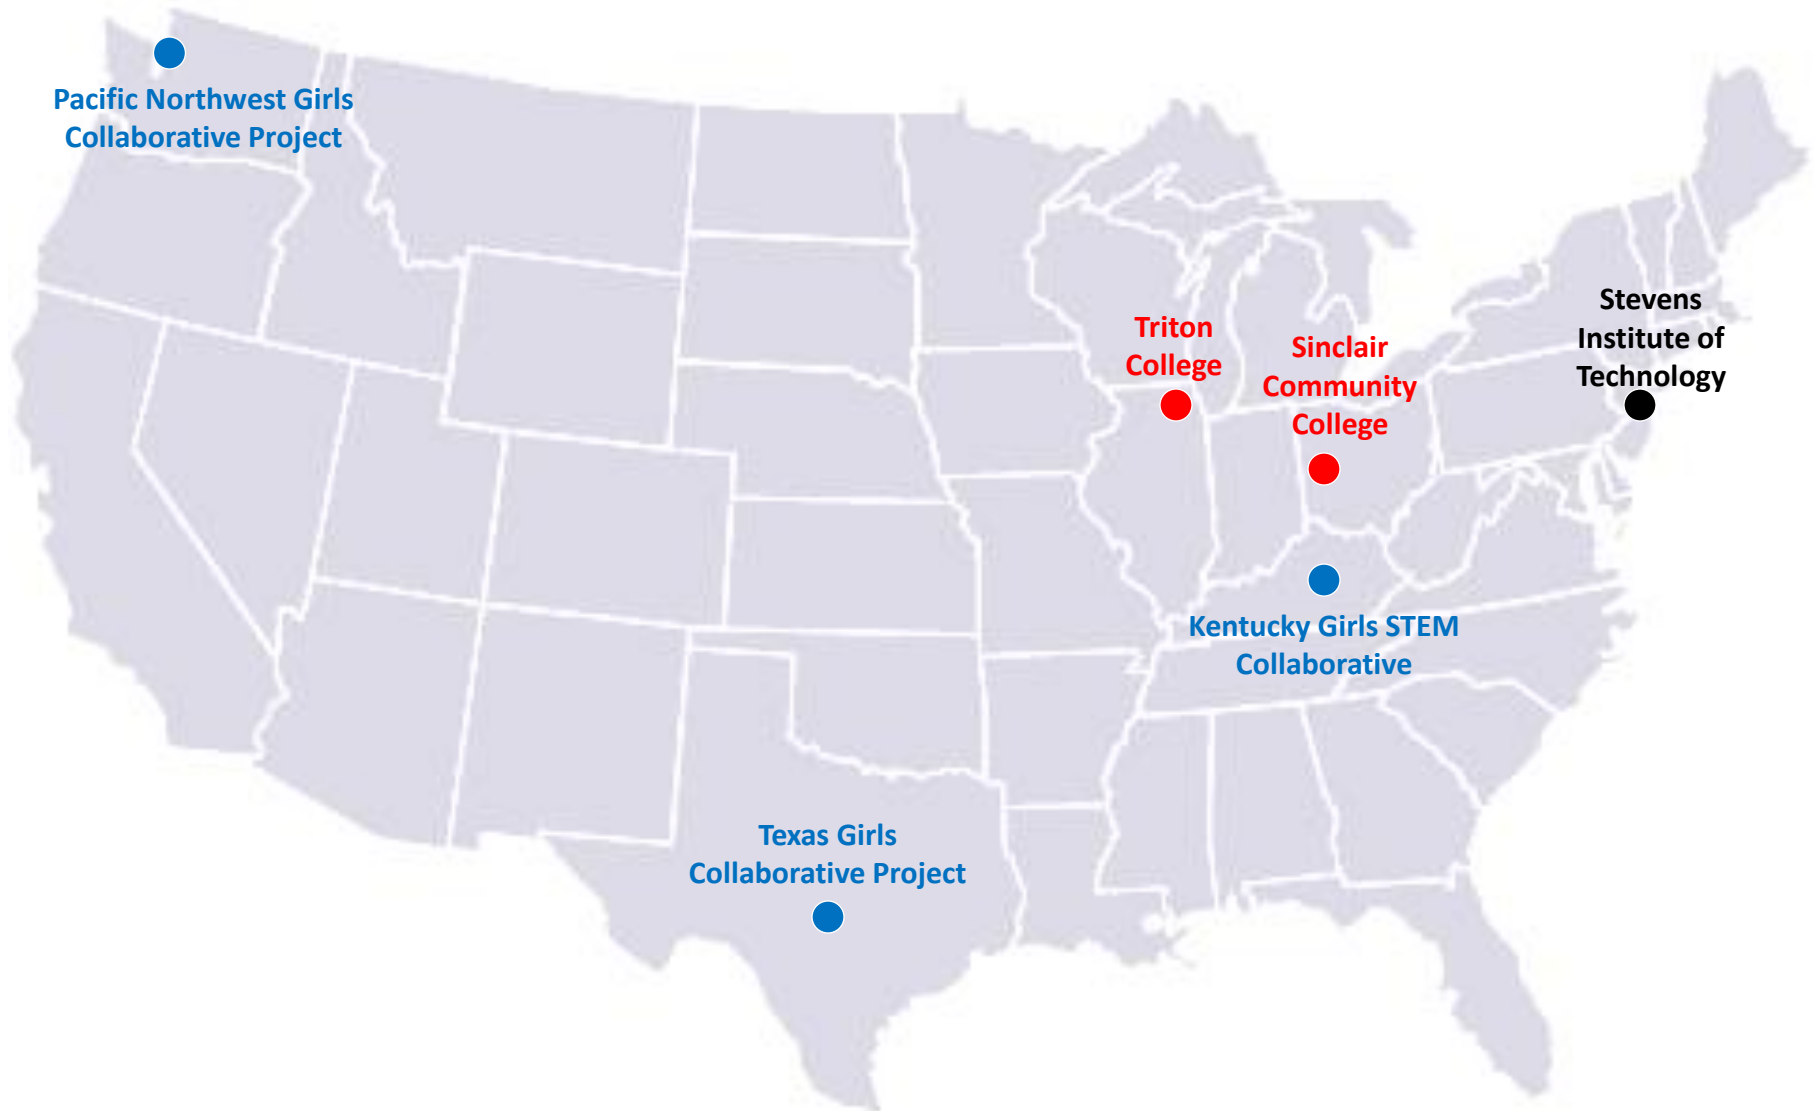 Pacific Northwest Girls
Collaborative Project
Stevens
Institute of
Technology
Triton
College
Sinclair
Community
College
Kentucky Girls STEM
Collaborative
Texas Girls
Collaborative Project